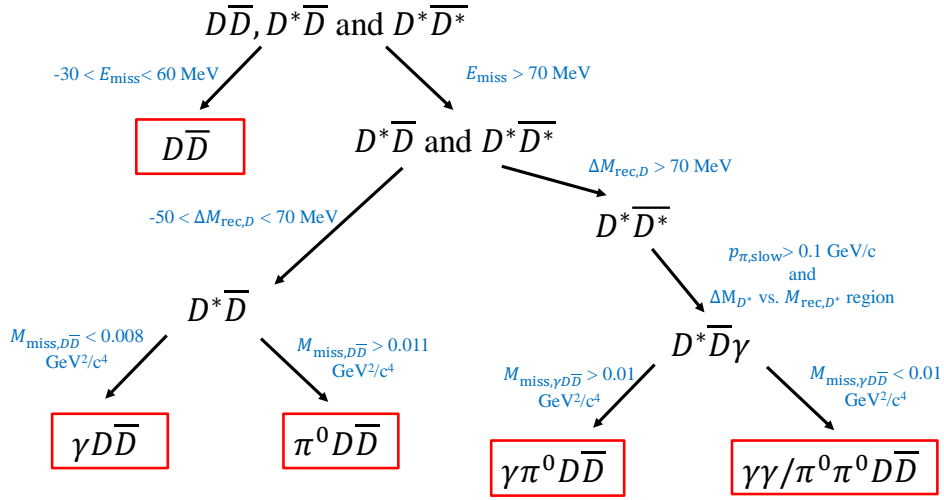 DD̅, D*D̅ and D*D̅*
-30 < E_miss < 60 MeV
E_miss > 70 MeV
DD̅
D*D̅ and D*D̅*
ΔM_rec,D > 70 MeV
-50 < ΔM_rec,D < 70 MeV
D*D̅*
p_π,slow > 0.1 GeV/c
and
ΔM_D* vs. M_rec,D* region
D*D̅
M_miss,DD̅ < 0.008
GeV²/c⁴
M_miss,DD̅ > 0.011
GeV²/c⁴
D*D̅γ
M_miss,γDD̅ > 0.01
GeV²/c⁴
M_miss,γDD̅ < 0.01
GeV²/c⁴
γDD̅
π⁰DD̅
γπ⁰DD̅
γγ/π⁰π⁰DD̅